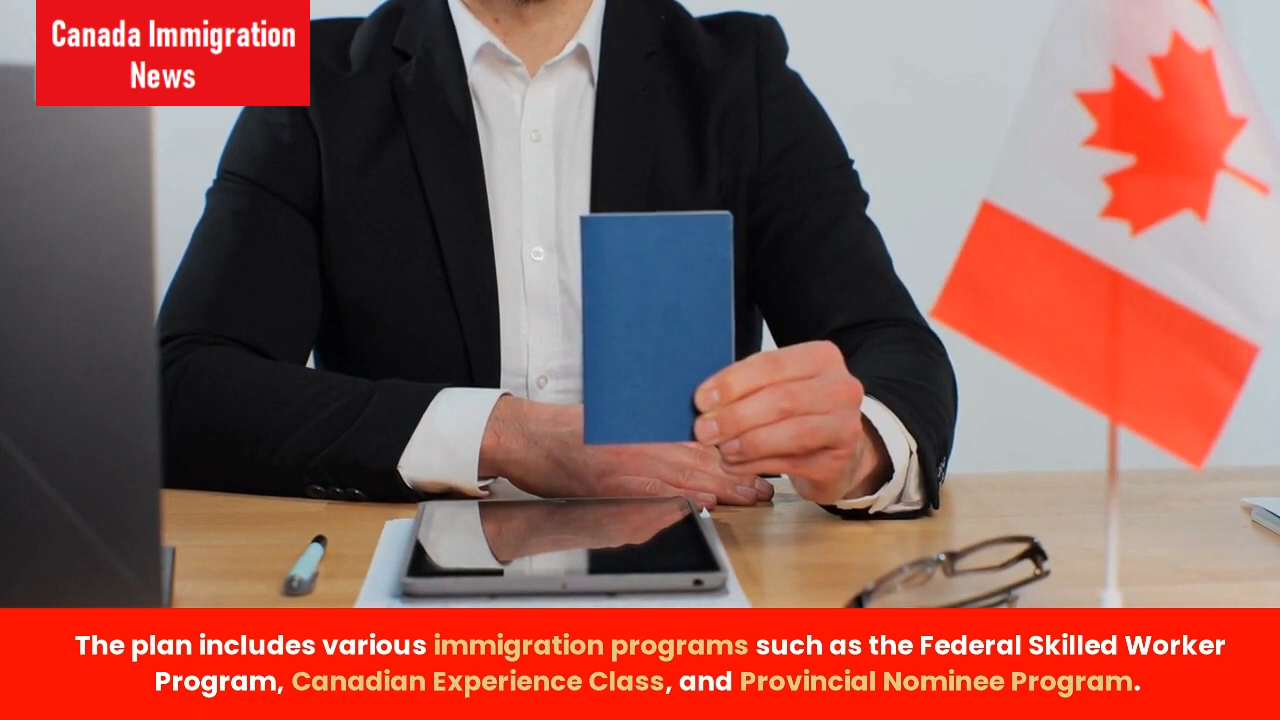 Canada Immigration
News
The plan includes various immigration programs such as the Federal Skilled Worker
Program, Canadian Experience Class, and Provincial Nominee Program.